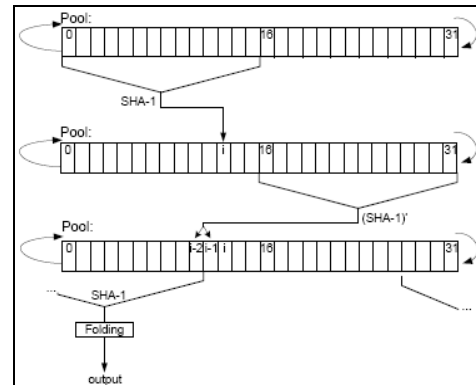 Pool:
0 16 31
SHA-1
Pool:
0 i 16 31
(SHA-1)'
Pool:
0 i-2 i-1 i 16 31
... SHA-1 ...
Folding
output